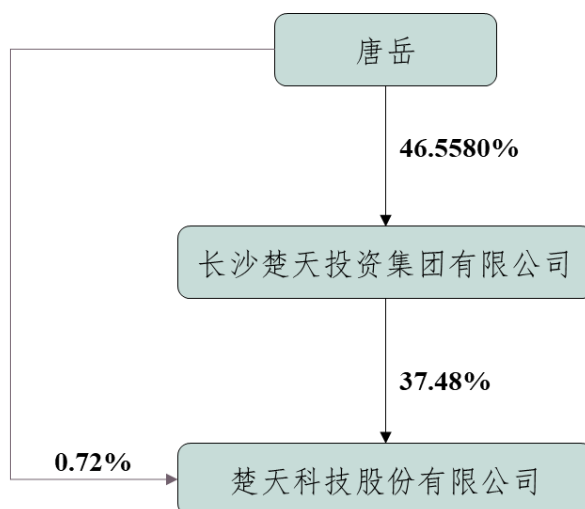 唐岳
46.5580%
长沙楚天投资集团有限公司
37.48%
0.72%
楚天科技股份有限公司